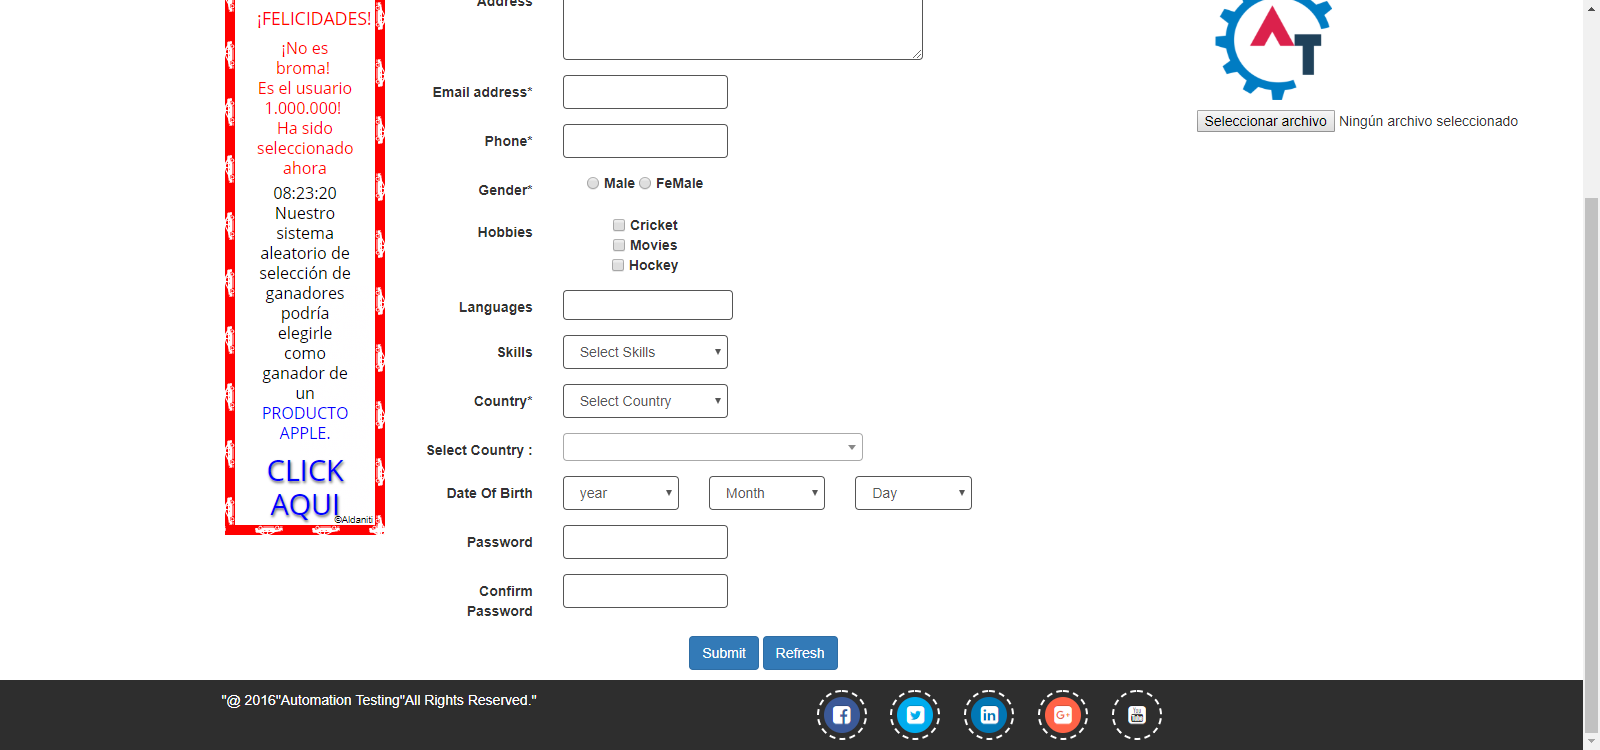 ¡FELICIDADES!
¡No es
broma!
Es el usuario
1.000.000!
Ha sido
seleccionado
ahora
08:23:20
Nuestro
sistema
aleatorio de
selección de
ganadores
podría
elegirle
como
ganador de
un
PRODUCTO
APPLE.
CLICK
AQUI
©Aldaniti
Address
Email address*
Phone*
Gender*
Male FeMale
Hobbies
Cricket
Movies
Hockey
Languages
Skills
Select Skills
Country*
Select Country
Select Country :
Date Of Birth
year Month Day
Password
Confirm
Password
Submit Refresh
AT
Seleccionar archivo Ningún archivo seleccionado
"@ 2016"Automation Testing"All Rights Reserved."
f
in
G+
You
Tube